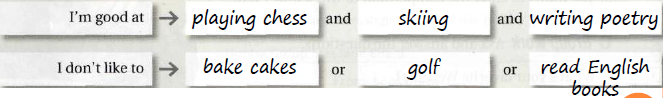 I'm good at → playing chess and skiing and writing poetry
I don't like to → bake cakes or golf or read English
books